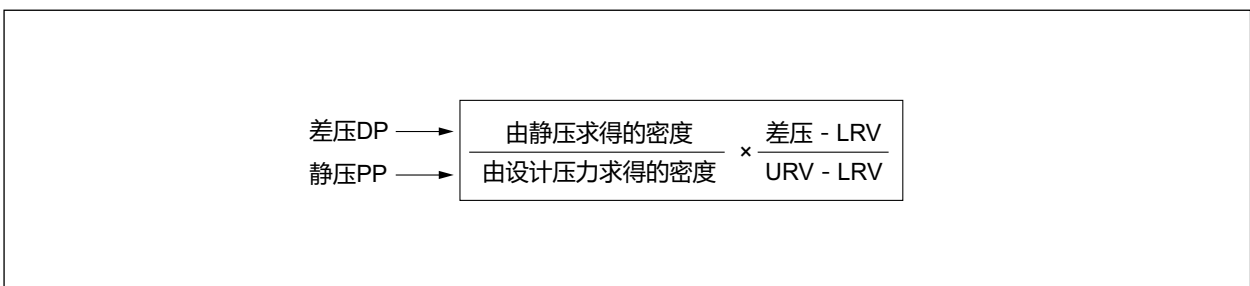 差压DP
静压PP
由静压求得的密度
由设计压力求得的密度
×
差压 - LRV
URV - LRV